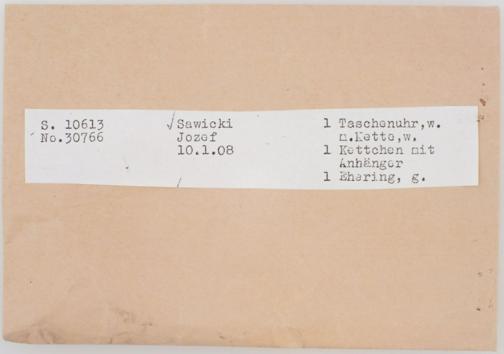 S. 10613 ✓Sawicki 1 Taschenuhr,w.
No.30766 Jozef m.Kette,w.
10.1.08 1 Kettchen mit
Anhänger
1 Ehering, g.